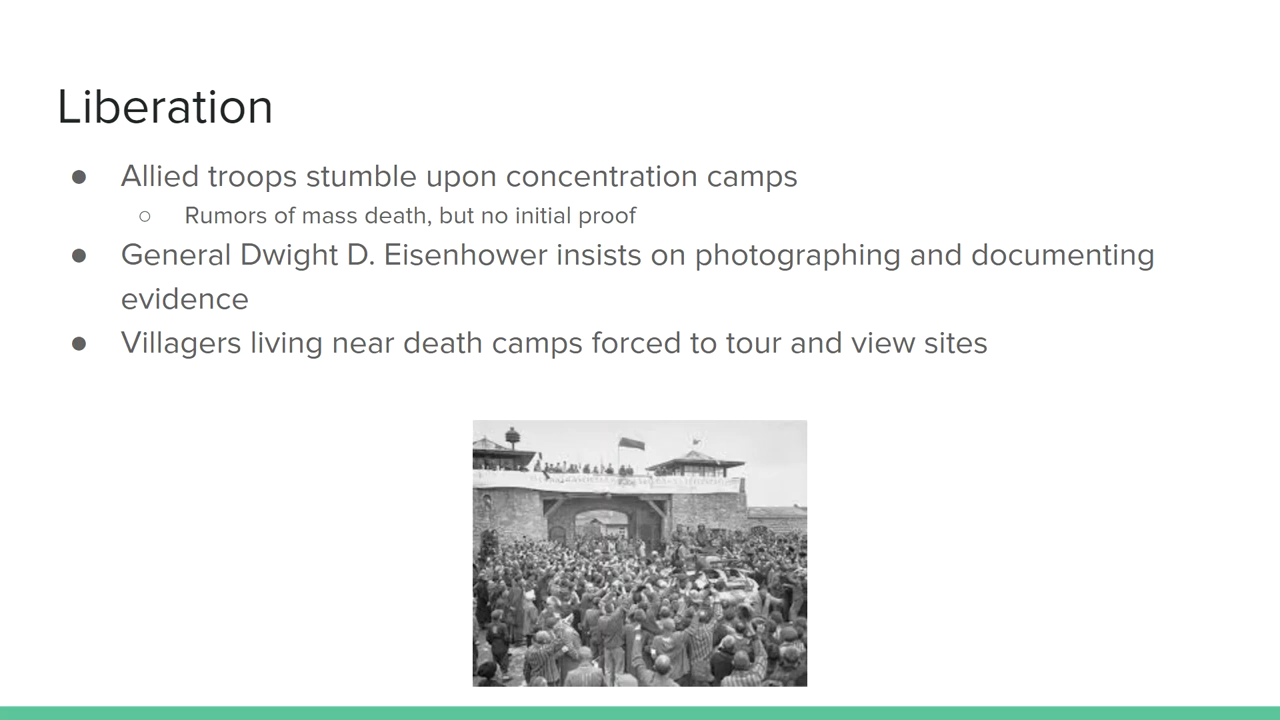 Liberation
● Allied troops stumble upon concentration camps
○ Rumors of mass death, but no initial proof
● General Dwight D. Eisenhower insists on photographing and documenting
evidence
● Villagers living near death camps forced to tour and view sites